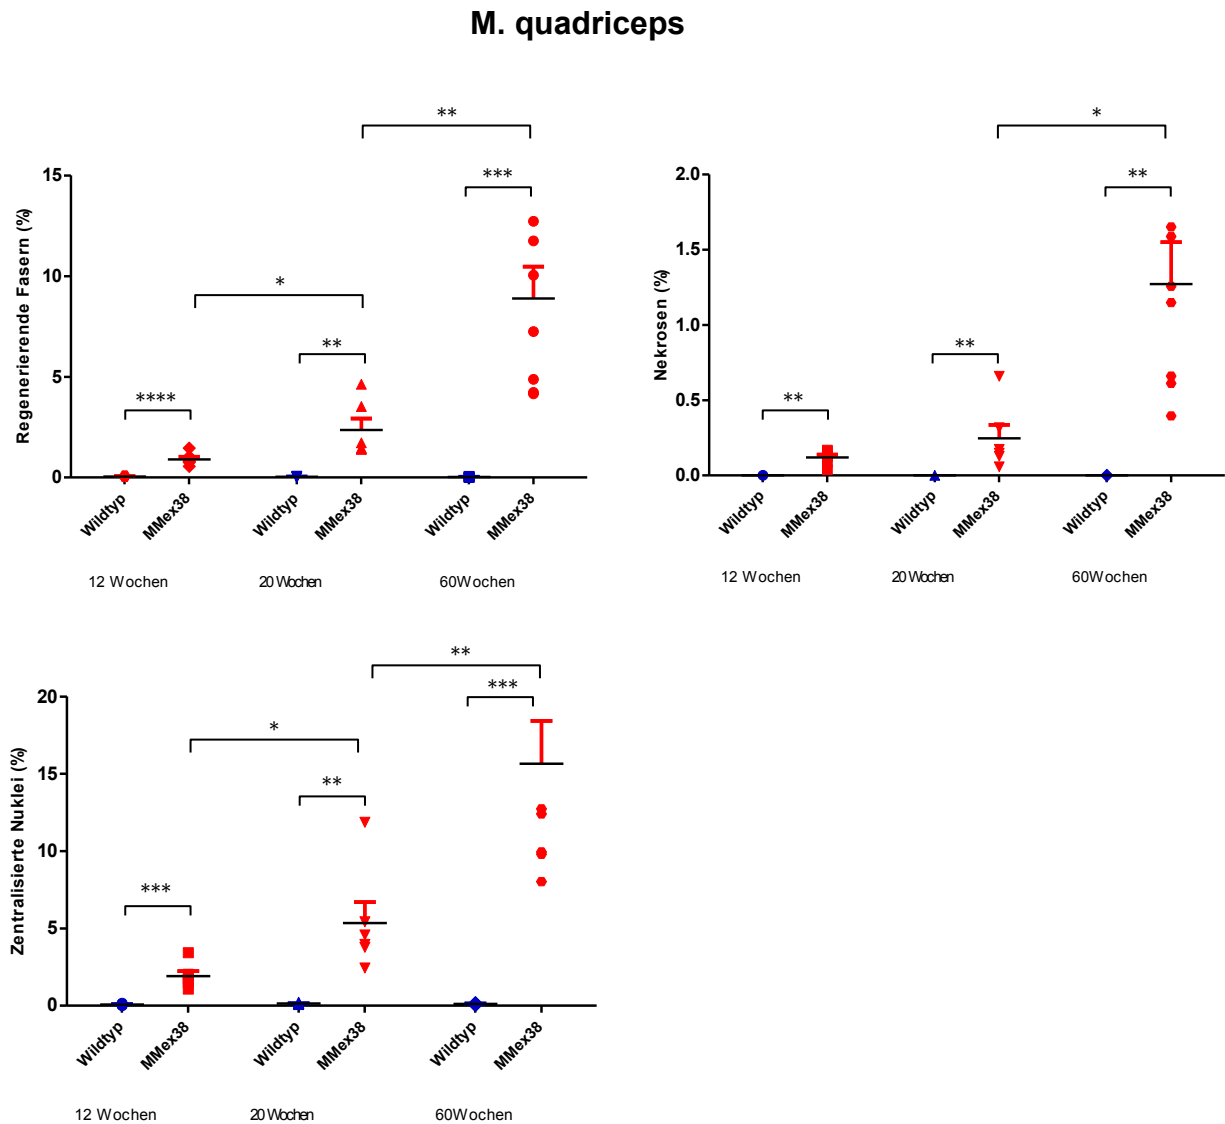 M. quadriceps
Regenerierende Fasern (%)
15
10
5
0
****
*
**
**
***
Wildtyp
MMex38
Wildtyp
MMex38
Wildtyp
MMex38
12 Wochen
20 Wochen
60Wochen
Nekrosen (%)
2.0
1.5
1.0
0.5
0.0
**
**
*
**
Wildtyp
MMex38
Wildtyp
MMex38
Wildtyp
MMex38
12 Wochen
20 Wochen
60Wochen
Zentralisierte Nuklei (%)
20
15
10
5
0
***
*
**
**
***
Wildtyp
MMex38
Wildtyp
MMex38
Wildtyp
MMex38
12 Wochen
20 Wochen
60Wochen